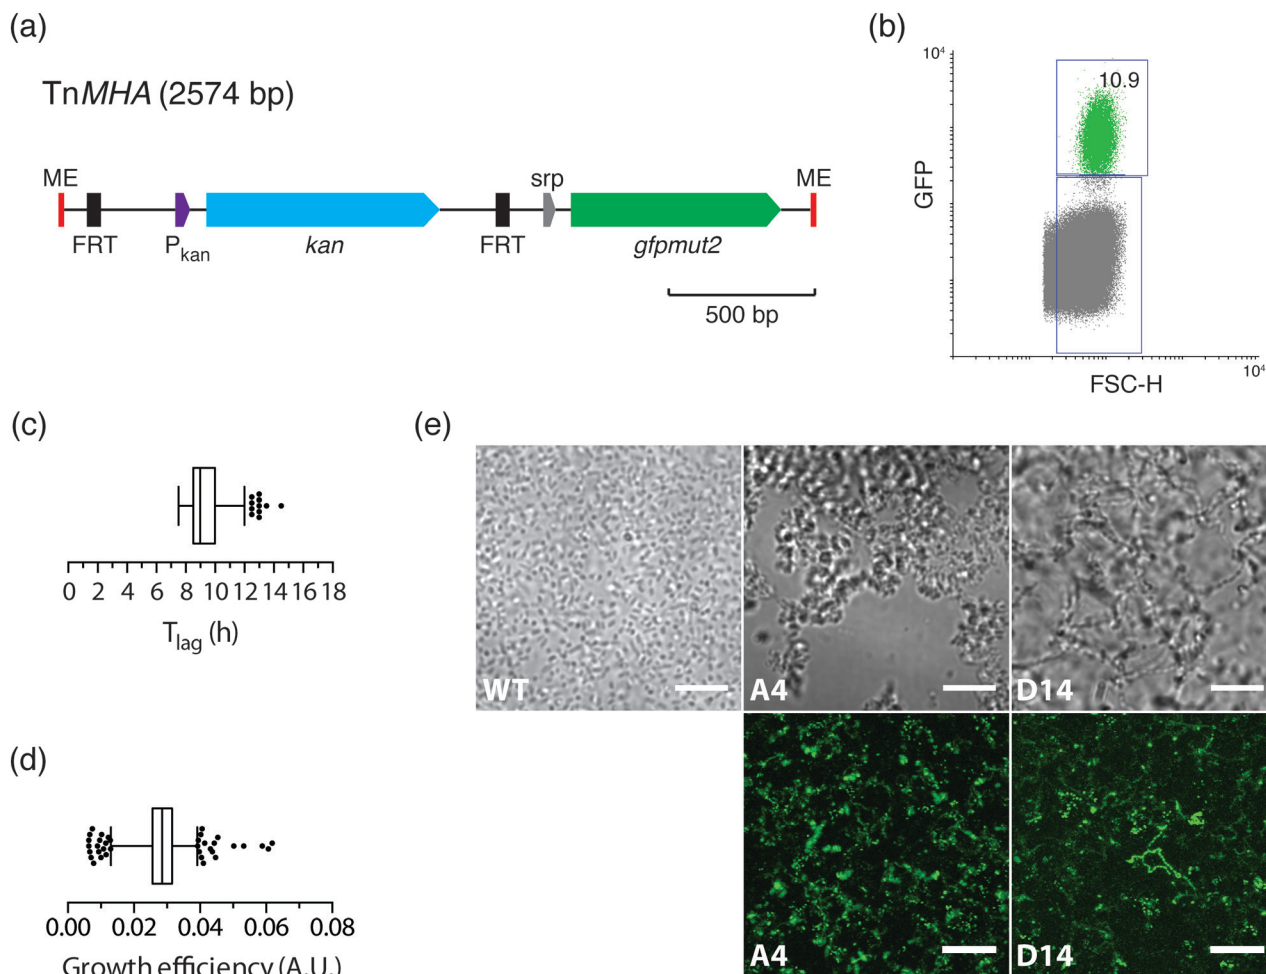 (a)
TnMHA (2574 bp)
ME
srp
ME
FRT
Pkan
kan
FRT
gfpmut2
500 bp
(b)
10⁴
10.9
GFP
10⁴
FSC-H
(c)
0 2 4 6 8 10 12 14 16 18
Tlag (h)
(d)
0.00 0.02 0.04 0.06 0.08
Growth efficiency (A.U.)
(e)
WT
A4
D14
A4
D14